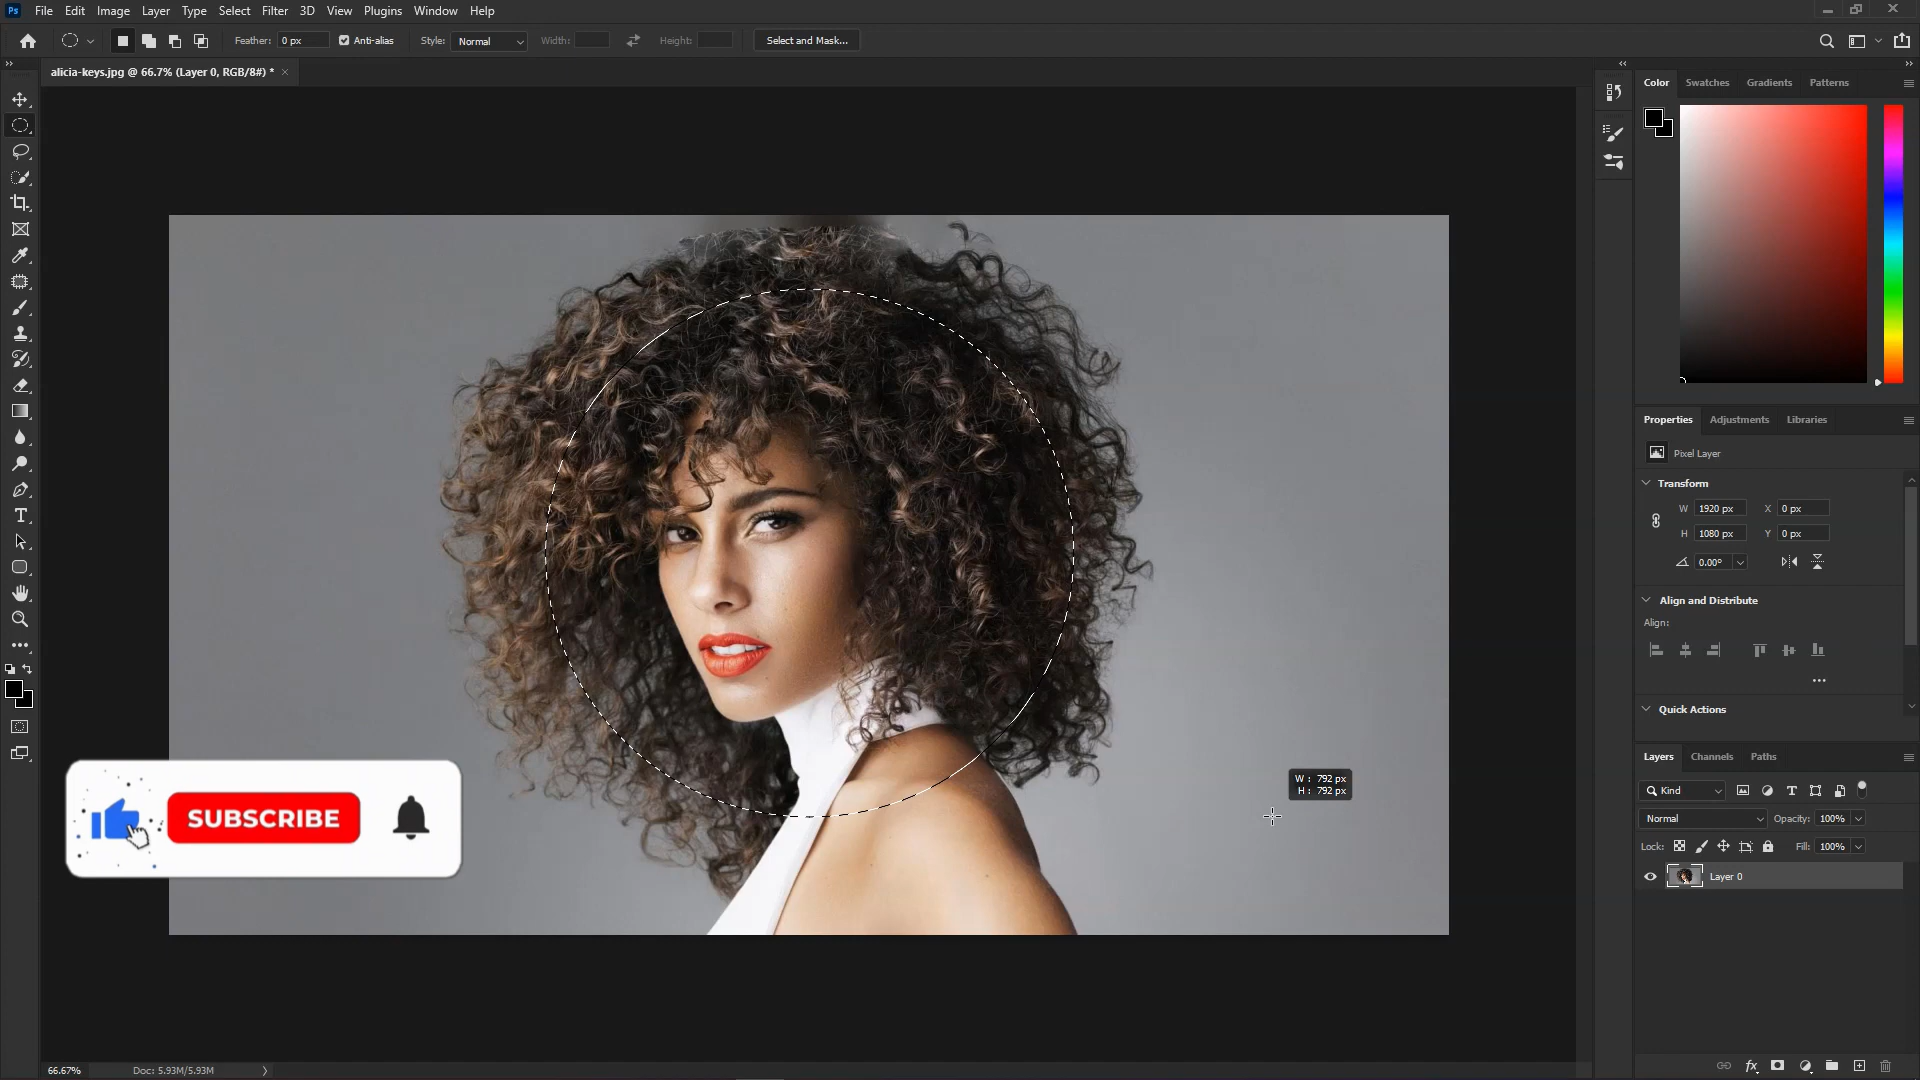 Ps File Edit Image Layer Type Select Filter 3D View Plugins Window Help
Feather: 0 px Anti-alias Style: Normal Width: Height: Select and Mask...
alicia-keys.jpg @ 66.7% (Layer 0, RGB/8#) * ×
Color Swatches Gradients Patterns
Properties Adjustments Libraries
Pixel Layer
Transform
W 1920 px X 0 px
H 1080 px Y 0 px
0.00°
Align and Distribute
Align:
Quick Actions
Layers Channels Paths
Kind
Normal Opacity: 100%
Lock: Fill: 100%
Layer 0
W : 792 px
H : 792 px
SUBSCRIBE
66.67% Doc: 5.93M/5.93M